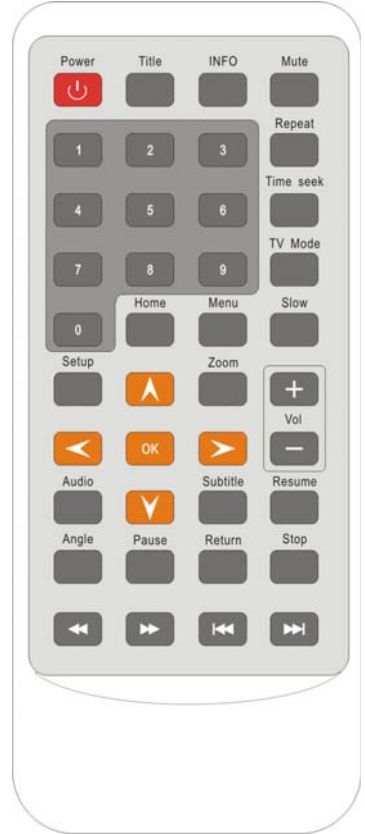 Power Title INFO Mute
Repeat
1 2 3
Time seek
4 5 6
TV Mode
7 8 9
Home Menu Slow
0
Setup Zoom
+
Vol
OK
−
Audio Subtitle Resume
Angle Pause Return Stop